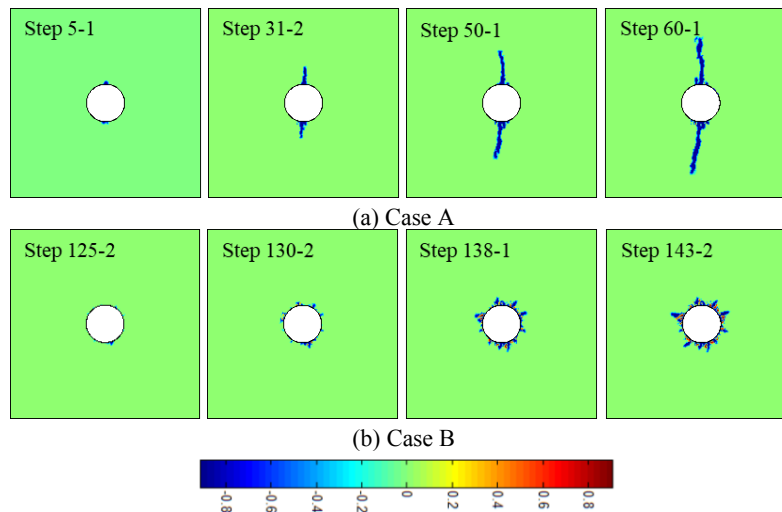 Step 5-1
Step 31-2
Step 50-1
Step 60-1
(a) Case A
Step 125-2
Step 130-2
Step 138-1
Step 143-2
(b) Case B
-0.8 -0.6 -0.4 -0.2 0 0.2 0.4 0.6 0.8